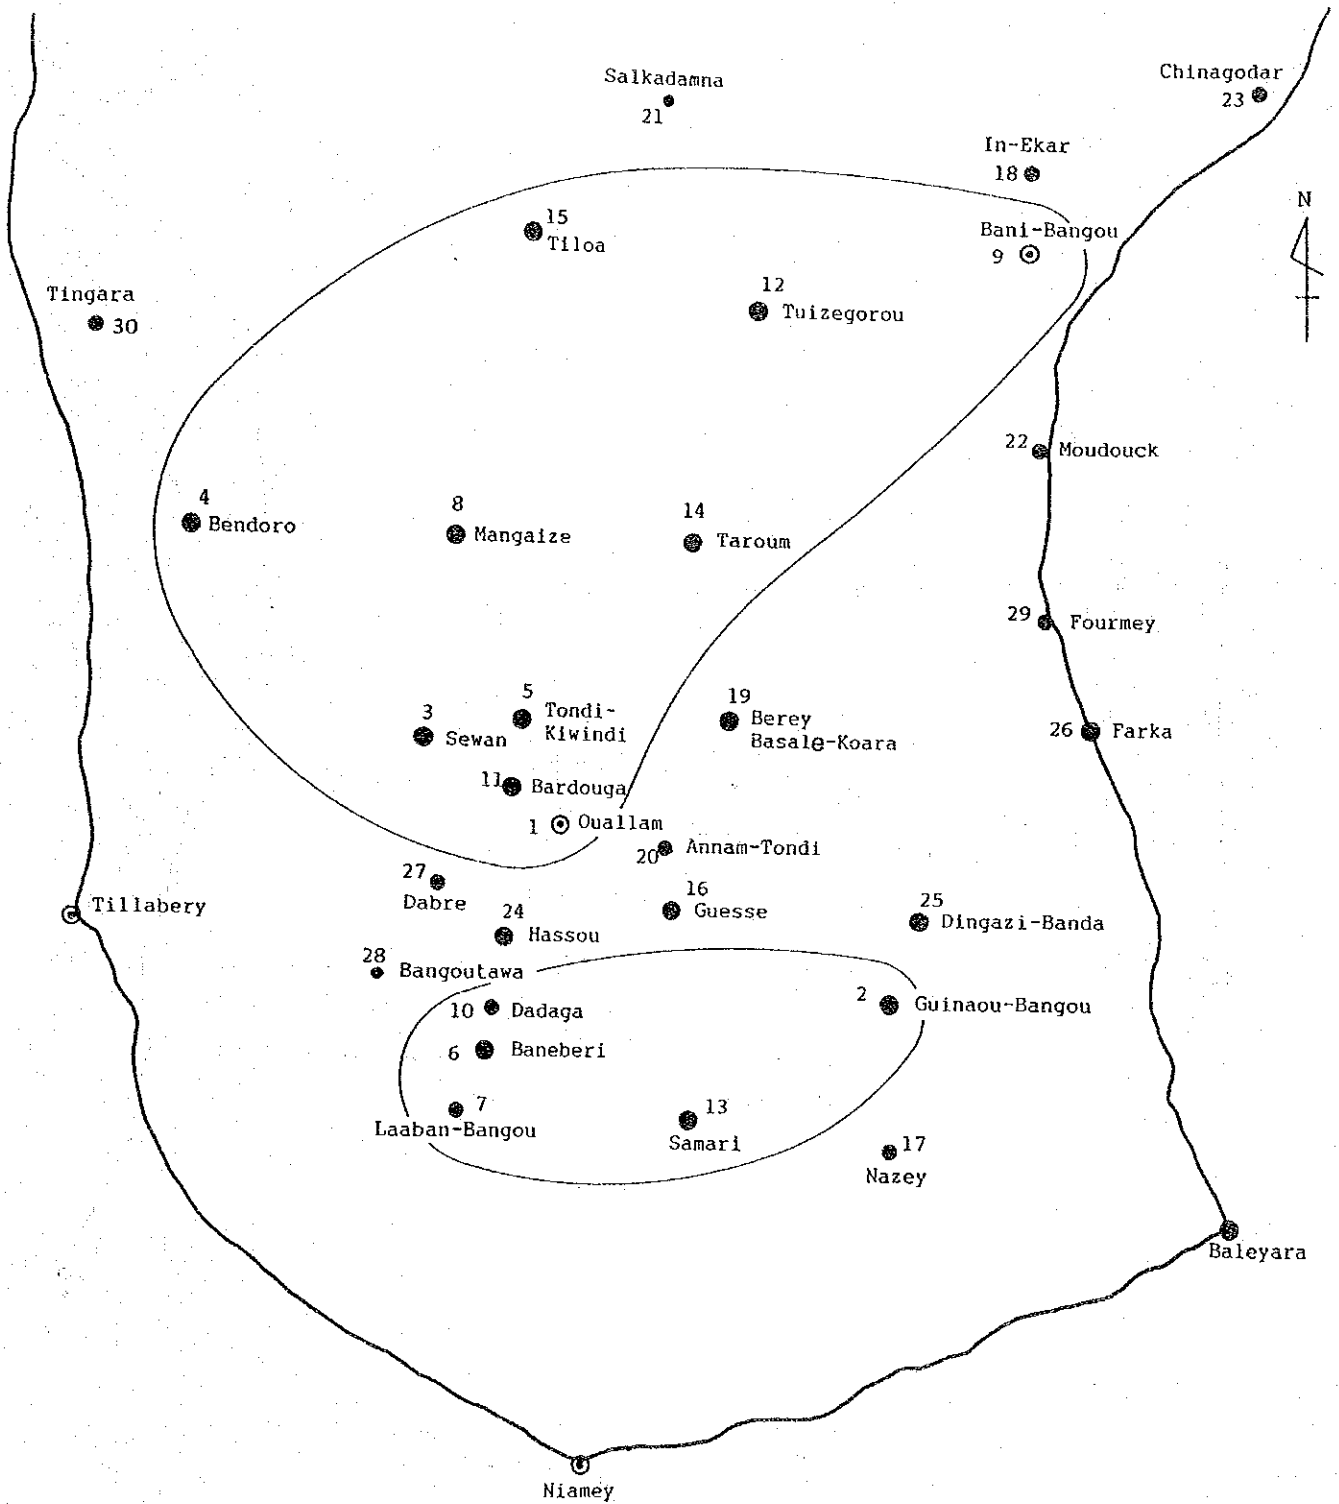 Salkadamna
21
Chinagodar
23
In-Ekar
18
N
15
Tiloa
Bani-Bangou
9
Tingara
30
12
Tuizegorou
22
Moudouck
4
Bendoro
8
Mangaize
14
Taroum
29
Fourmey
3
Sewan
5
Tondi-
Kiwindi
19
Berey
Basale-Koara
26
Farka
11
Bardouga
1
Ouallam
20
Annam-Tondi
27
Dabre
16
Guesse
25
Dingazi-Banda
Tillabery
24
Hassou
28
Bangoutawa
10
Dadaga
2
Guinaou-Bangou
6
Baneberi
7
Laaban-Bangou
13
Samari
17
Nazey
Baleyara
Niamey